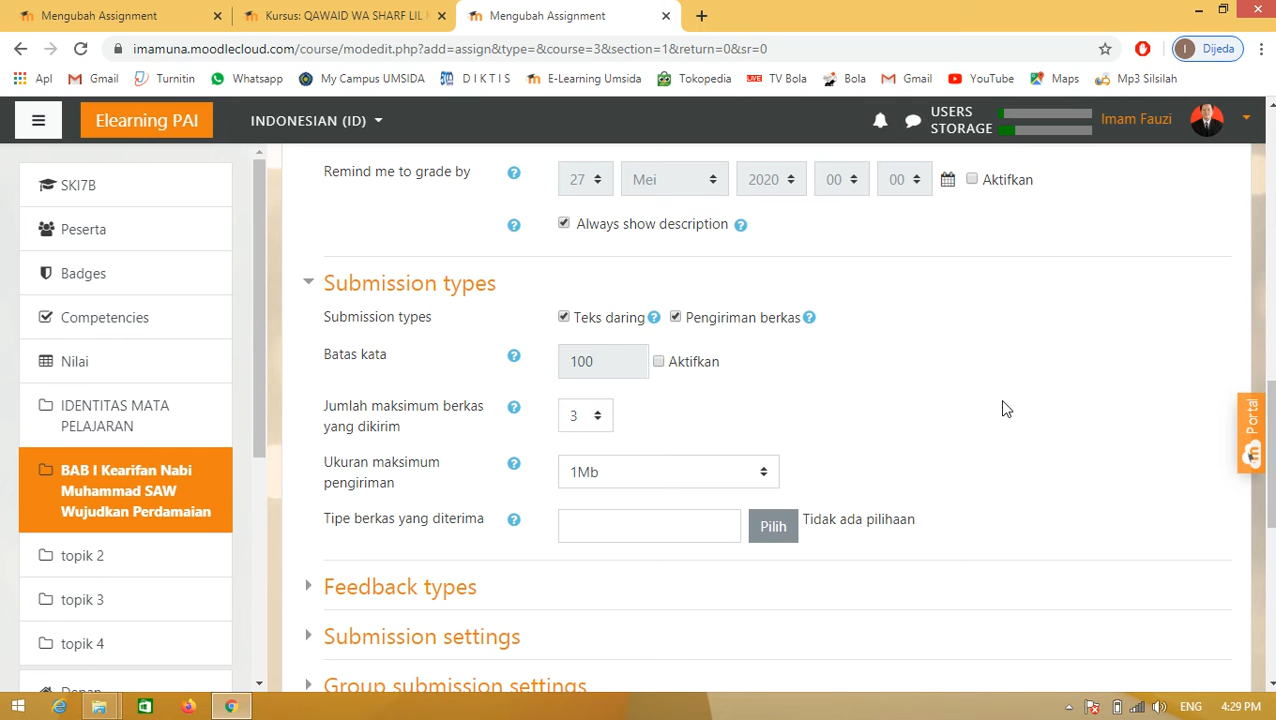 Mengubah Assignment
Kursus: QAWAID WA SHARF LIL
Mengubah Assignment
imamuna.moodlecloud.com/course/modedit.php?add=assign&type=&course=3&section=1&return=0&sr=0
Dijeda
Apl
Gmail
Turnitin
Whatsapp
My Campus UMSIDA
D I K T I S
E-Learning Umsida
Tokopedia
TV Bola
Bola
Gmail
YouTube
Maps
Mp3 Silsilah
Elearning PAI
INDONESIAN (ID)
USERS
STORAGE
Imam Fauzi
SKI7B
Peserta
Badges
Competencies
Nilai
IDENTITAS MATA
PELAJARAN
BAB I Kearifan Nabi
Muhammad SAW
Wujudkan Perdamaian
topik 2
topik 3
topik 4
Depan
Remind me to grade by
27 Mei 2020 00 00 Aktifkan
Always show description
Submission types
Submission types Teks daring Pengiriman berkas
Batas kata 100 Aktifkan
Jumlah maksimum berkas
yang dikirim
3
Ukuran maksimum
pengiriman
1Mb
Tipe berkas yang diterima Pilih Tidak ada pilihaan
Feedback types
Submission settings
Group submission settings
Portal
ENG
4:29 PM